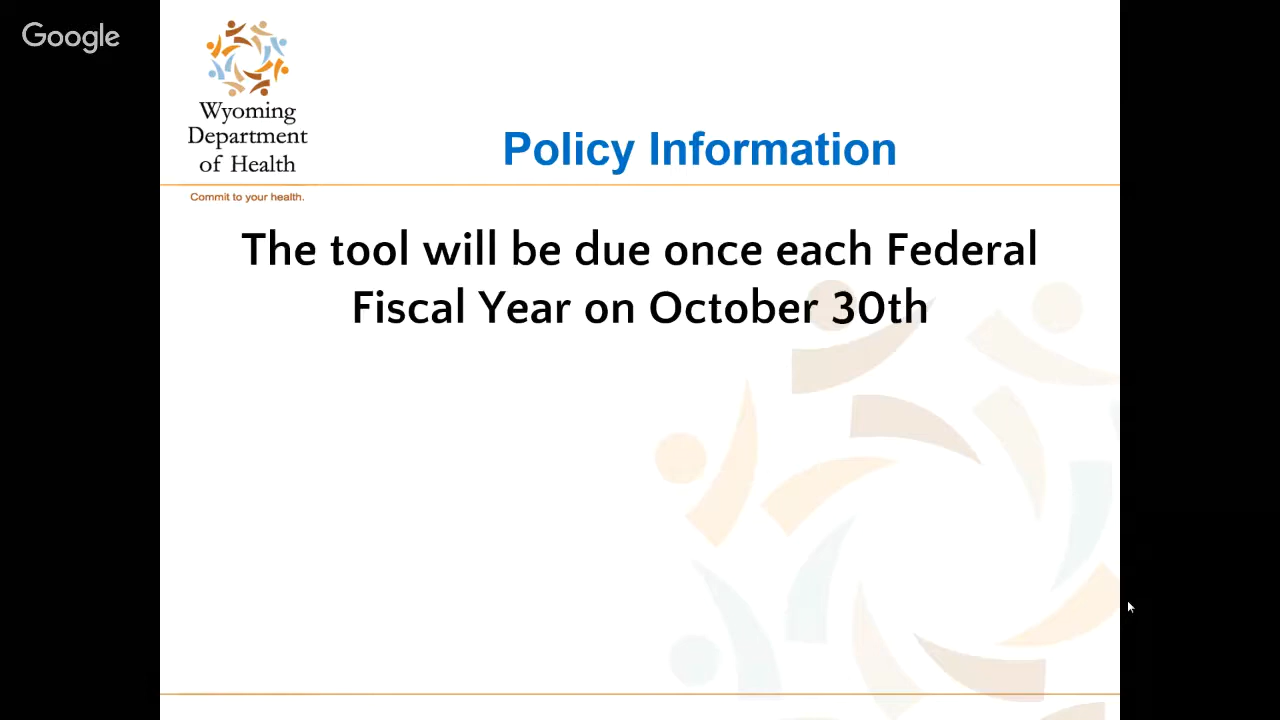 Google
Wyoming
Department
of Health
Commit to your health.
Policy Information
The tool will be due once each Federal
Fiscal Year on October 30th